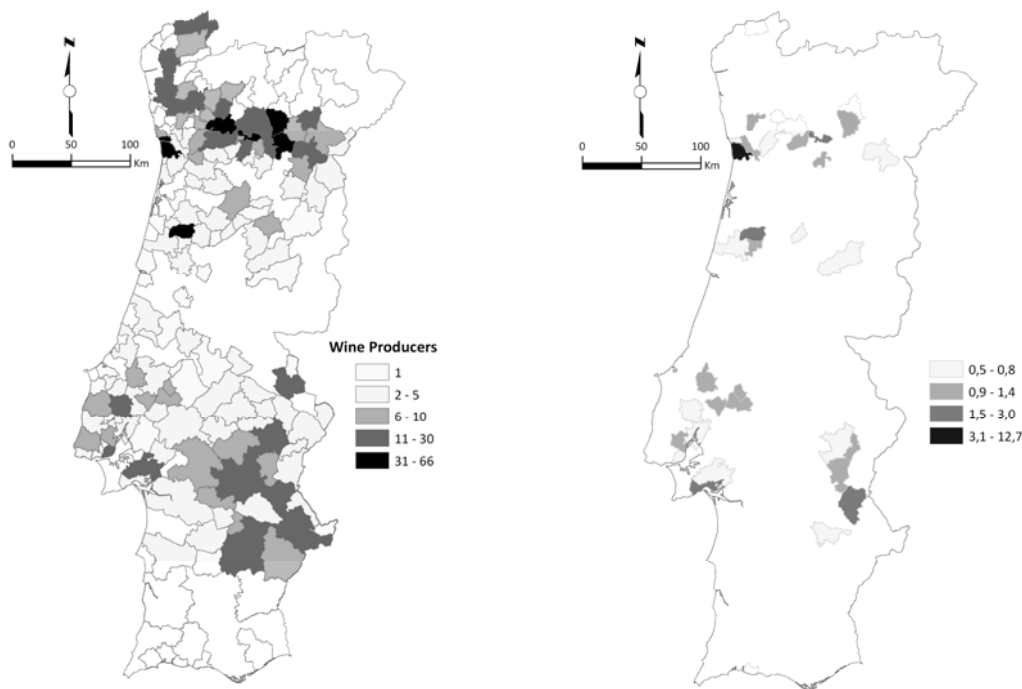 N
0 50 100
Km
Wine Producers
1
2 - 5
6 - 10
11 - 30
31 - 66
N
0 50 100
Km
0,5 - 0,8
0,9 - 1,4
1,5 - 3,0
3,1 - 12,7